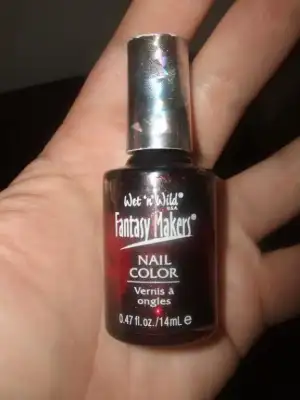 Wet 'n' Wild®
U.S.A.
Fantasy Makers®
NAIL
COLOR
Vernis à
ongles
0.47 fl.oz./14mL e